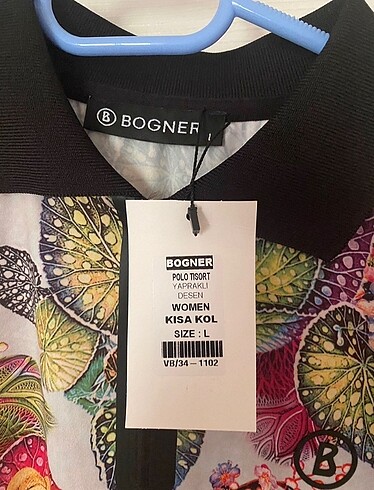 B BOGNER
L
BOGNER
POLO TISORT
YAPRAKLI
DESEN
WOMEN
KISA KOL
SIZE : L
VB/34-1102
B